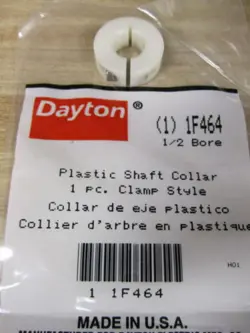 Dayton®
(1) 1F464
1/2 Bore
Plastic Shaft Collar
1 pc. Clamp Style
Collar de eje plastico
Collier d'arbre en plastique
H01
1 1F464
MADE IN U.S.A.